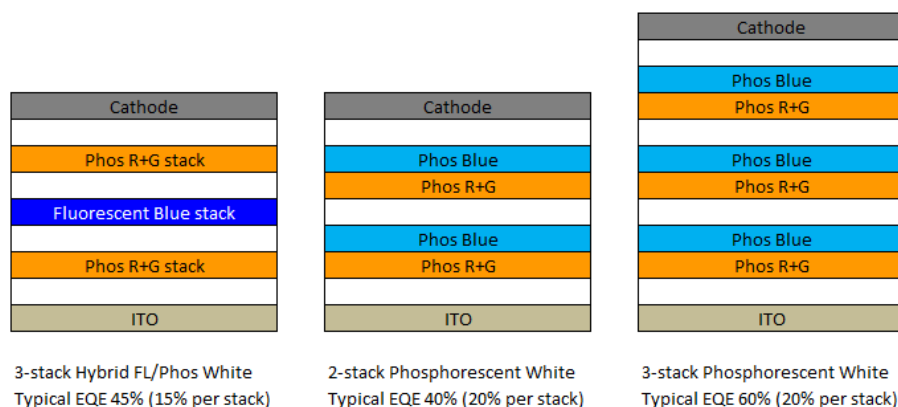 Cathode
Phos R+G stack
Fluorescent Blue stack
Phos R+G stack
ITO
3-stack Hybrid FL/Phos White
Typical EQE 45% (15% per stack)
Cathode
Phos Blue
Phos R+G
Phos Blue
Phos R+G
ITO
2-stack Phosphorescent White
Typical EQE 40% (20% per stack)
Cathode
Phos Blue
Phos R+G
Phos Blue
Phos R+G
Phos Blue
Phos R+G
ITO
3-stack Phosphorescent White
Typical EQE 60% (20% per stack)